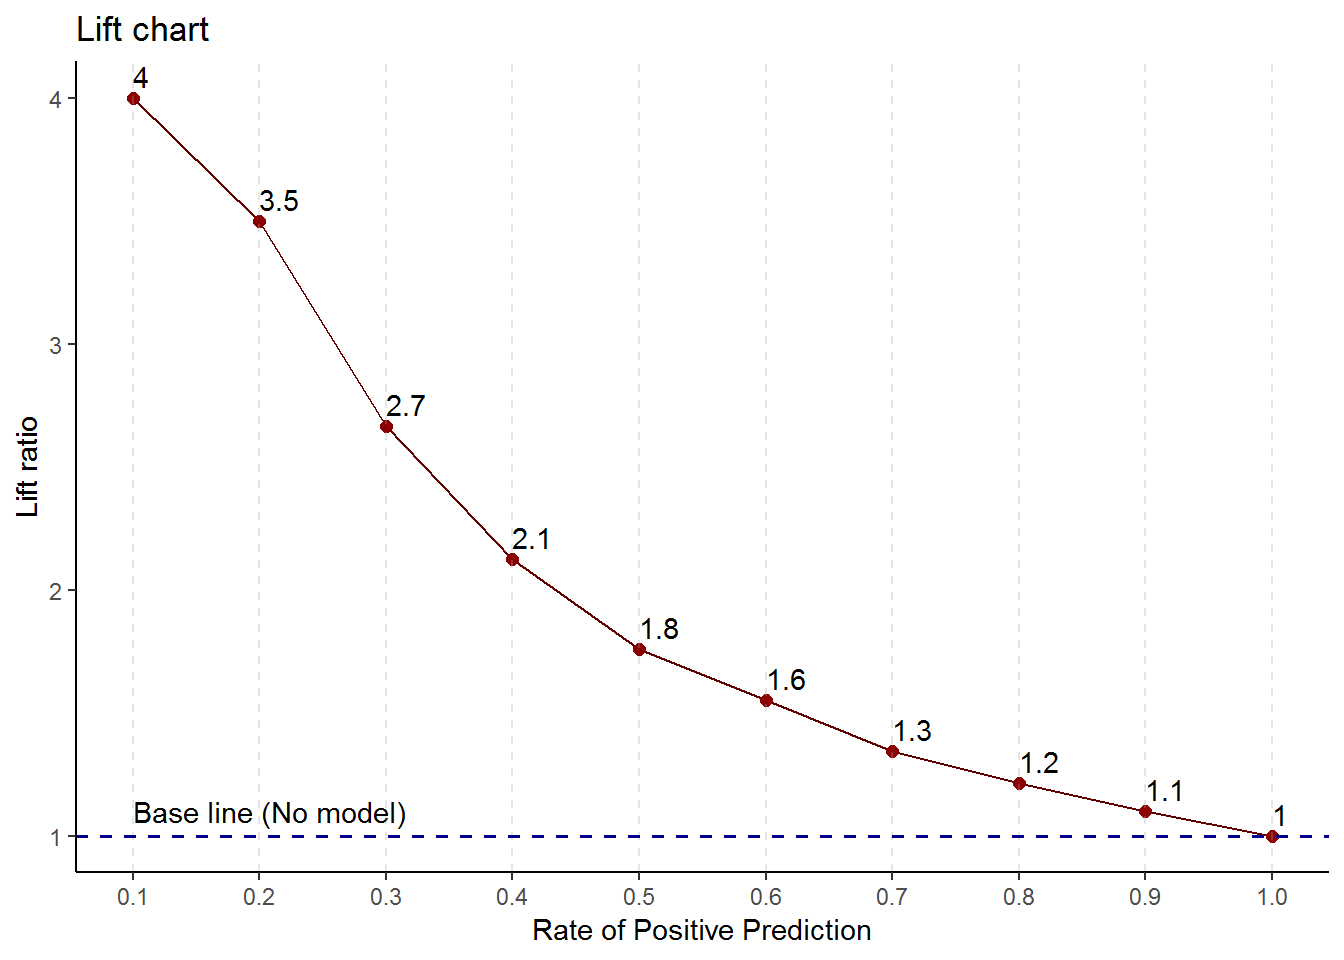 Lift chart
4
4
3.5
3
2.7
Lift ratio
2.1
2
1.8
1.6
1.3
1.2
1.1
Base line (No model)
1
1
0.1 0.2 0.3 0.4 0.5 0.6 0.7 0.8 0.9 1.0
Rate of Positive Prediction